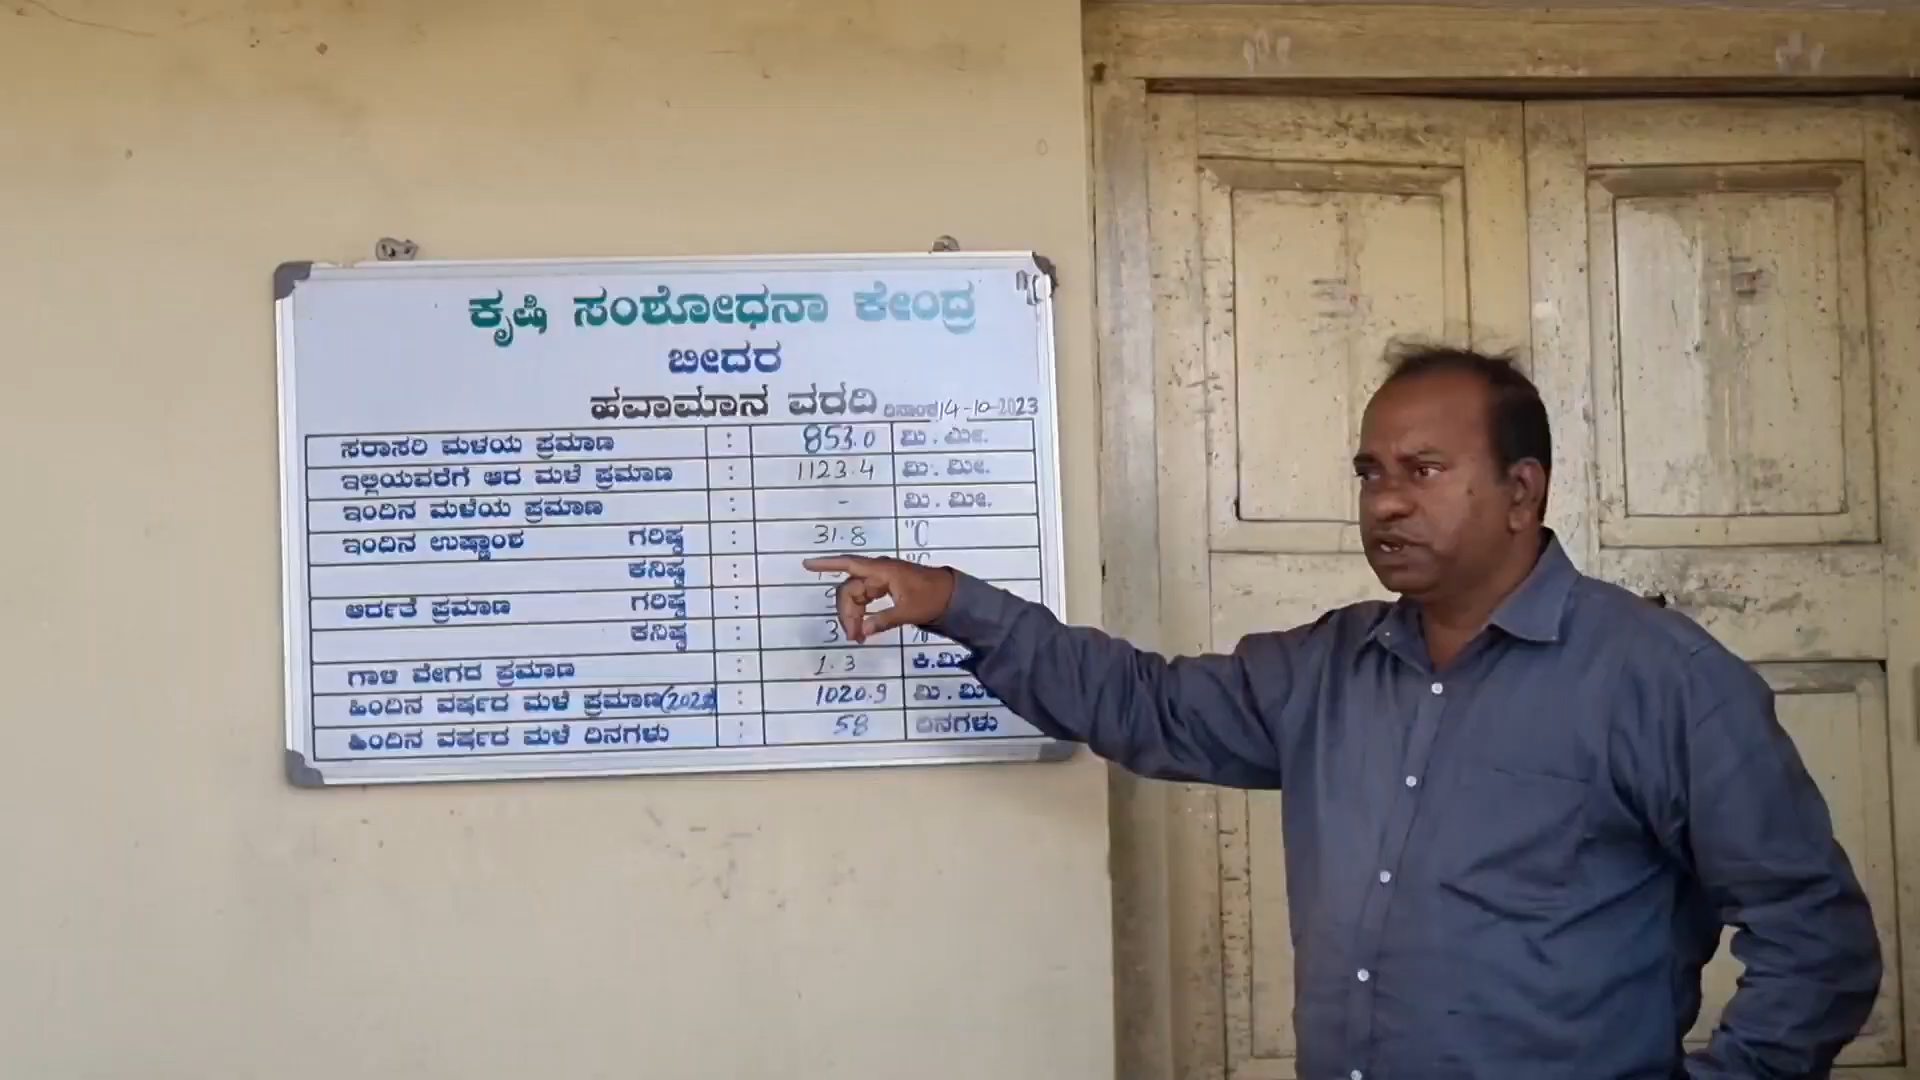 ಕೃಷಿ ಸಂಶೋಧನಾ ಕೇಂದ್ರ
ಬೀದರ
ಹವಾಮಾನ ವರದಿ ದಿನಾಂಕ 14-10-2023
ಸರಾಸರಿ ಮಳೆಯ ಪ್ರಮಾಣ : 853.0 ಮಿ. ಮೀ.
ಇಲ್ಲಿಯವರೆಗೆ ಆದ ಮಳೆ ಪ್ರಮಾಣ : 1123.4 ಮಿ. ಮೀ.
ಇಂದಿನ ಮಳೆಯ ಪ್ರಮಾಣ : - ಮಿ. ಮೀ.
ಇಂದಿನ ಉಷ್ಣಾಂಶ ಗರಿಷ್ಠ : 31.8 °C
ಕನಿಷ್ಠ :
ಆರ್ದತೆ ಪ್ರಮಾಣ ಗರಿಷ್ಠ :
ಕನಿಷ್ಠ : %
ಗಾಳಿ ವೇಗದ ಪ್ರಮಾಣ : 1.3 ಕಿ.ಮೀ
ಹಿಂದಿನ ವರ್ಷದ ಮಳೆ ಪ್ರಮಾಣ : 1020.9 ಮಿ. ಮೀ
ಹಿಂದಿನ ವರ್ಷದ ಮಳೆ ದಿನಗಳು : 58 ದಿನಗಳು